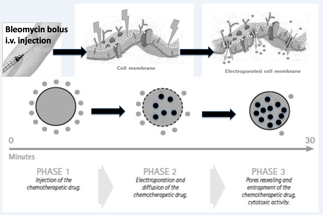 Bleomycin bolus
i.v. injection
Cell membrane
Electroporated cell membrane
0
30
Minutes
PHASE 1
Injection of the
chemotherapeutic drug.
PHASE 2
Electtroporation and
diffusion of the
chemotherapeutic drug.
PHASE 3
Pores resealing and
entrapment of the
chemotherapeutic drug,
cytotoxic activity.